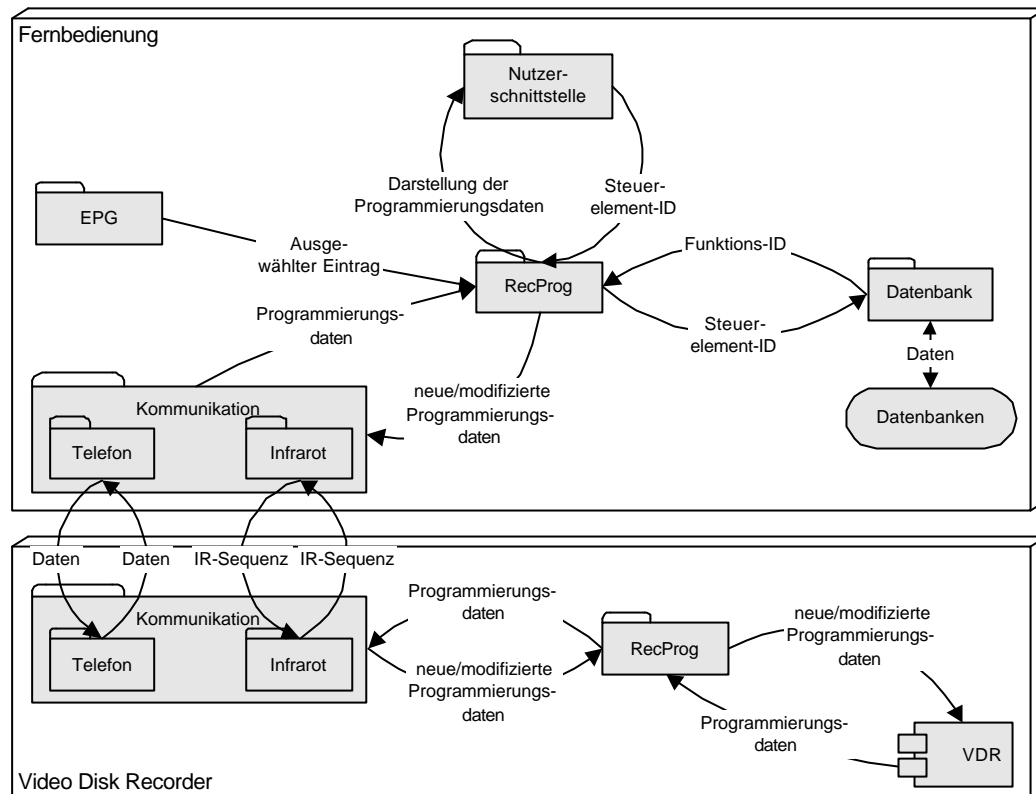 Fernbedienung
Nutzer-
schnittstelle
Darstellung der
Programmierungsdaten
Steuer-
element-ID
EPG
Ausge-
wählter Eintrag
Funktions-ID
RecProg
Datenbank
Programmierungs-
daten
Steuer-
element-ID
Daten
neue/modifizierte
Programmierungs-
daten
Datenbanken
Kommunikation
Telefon
Infrarot
Daten
Daten
IR-Sequenz
IR-Sequenz
Kommunikation
Telefon
Infrarot
Programmierungs-
daten
neue/modifizierte
Programmierungs-
daten
RecProg
neue/modifizierte
Programmierungs-
daten
Programmierungs-
daten
VDR
Video Disk Recorder